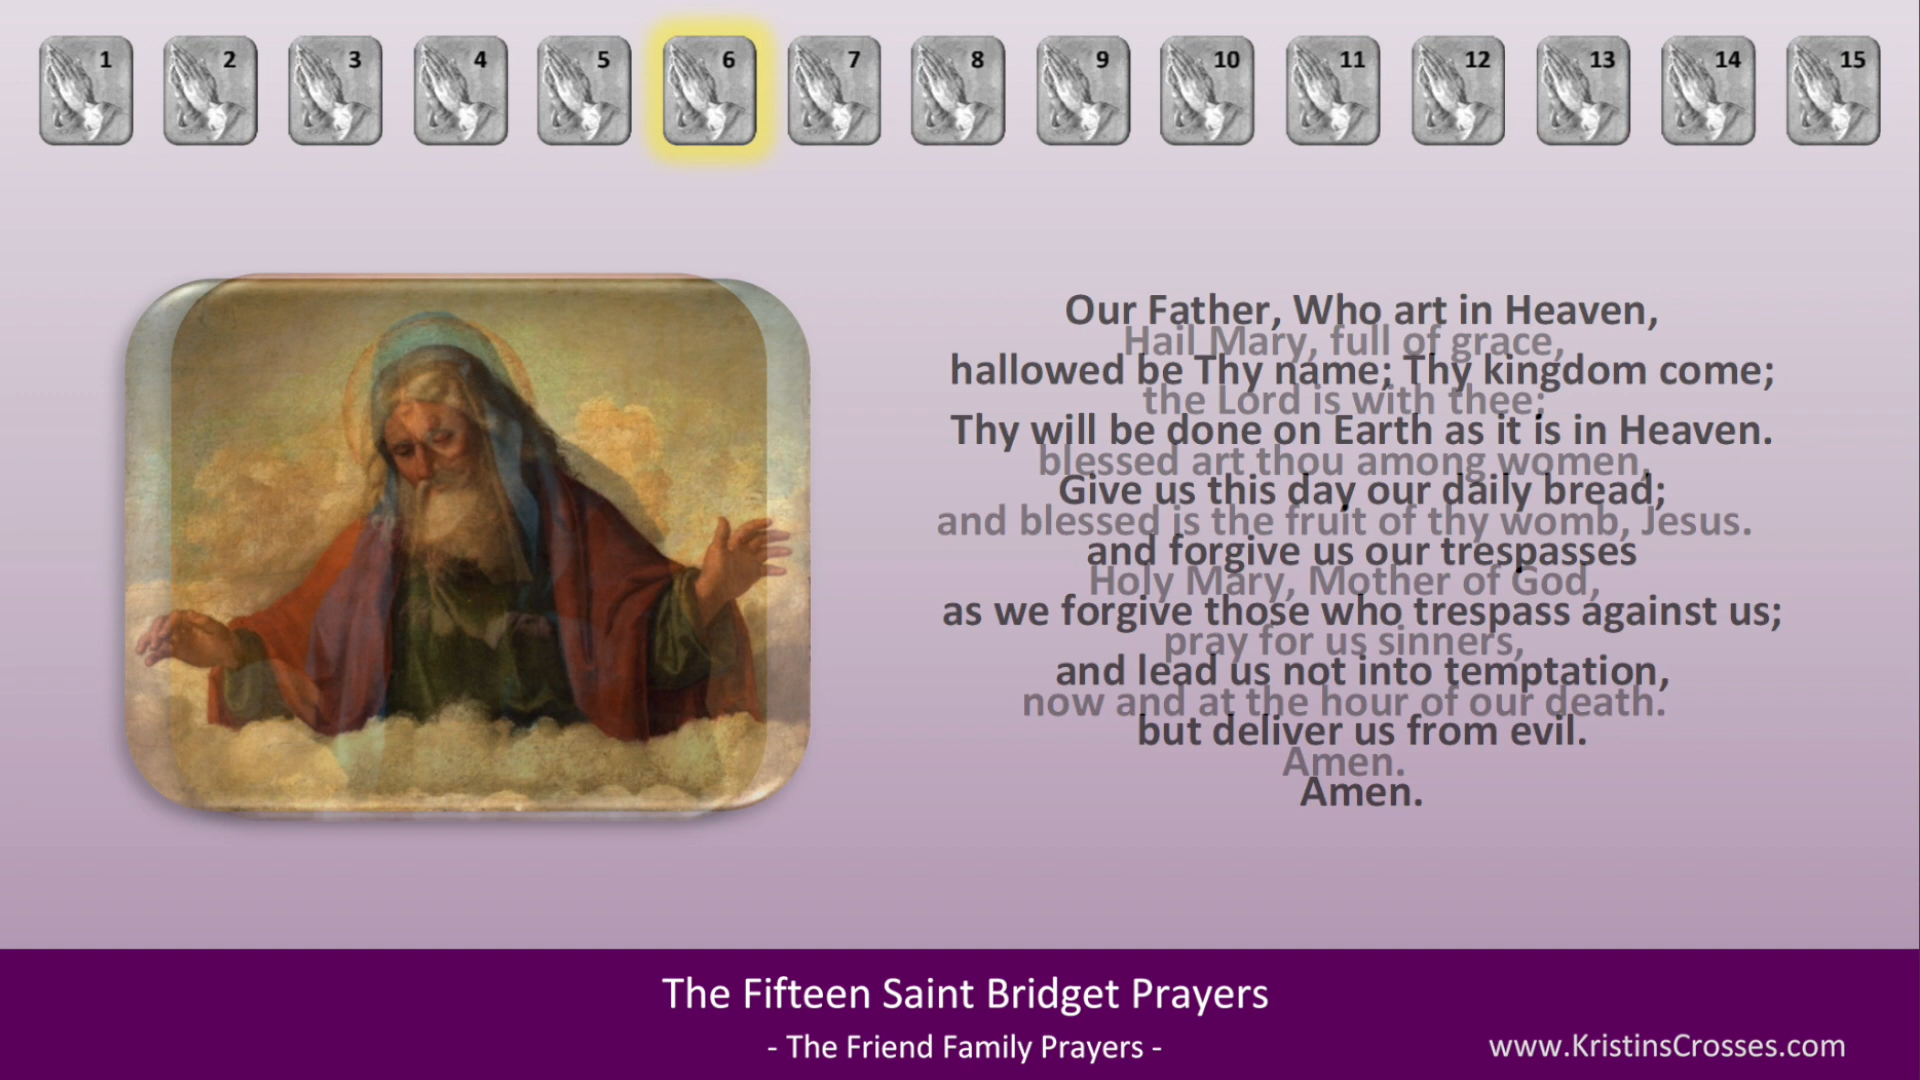 1 2 3 4 5 6 7 8 9 10 11 12 13 14 15
Our Father, Who art in Heaven,
hallowed be Thy name; Thy kingdom come;
Thy will be done on Earth as it is in Heaven.
Give us this day our daily bread;
and forgive us our trespasses
as we forgive those who trespass against us;
and lead us not into temptation,
but deliver us from evil.
Amen.
Hail Mary, full of grace,
the Lord is with thee;
blessed art thou among women,
and blessed is the fruit of thy womb, Jesus.
Holy Mary, Mother of God,
pray for us sinners,
now and at the hour of our death.
Amen.
The Fifteen Saint Bridget Prayers
- The Friend Family Prayers -
www.KristinsCrosses.com